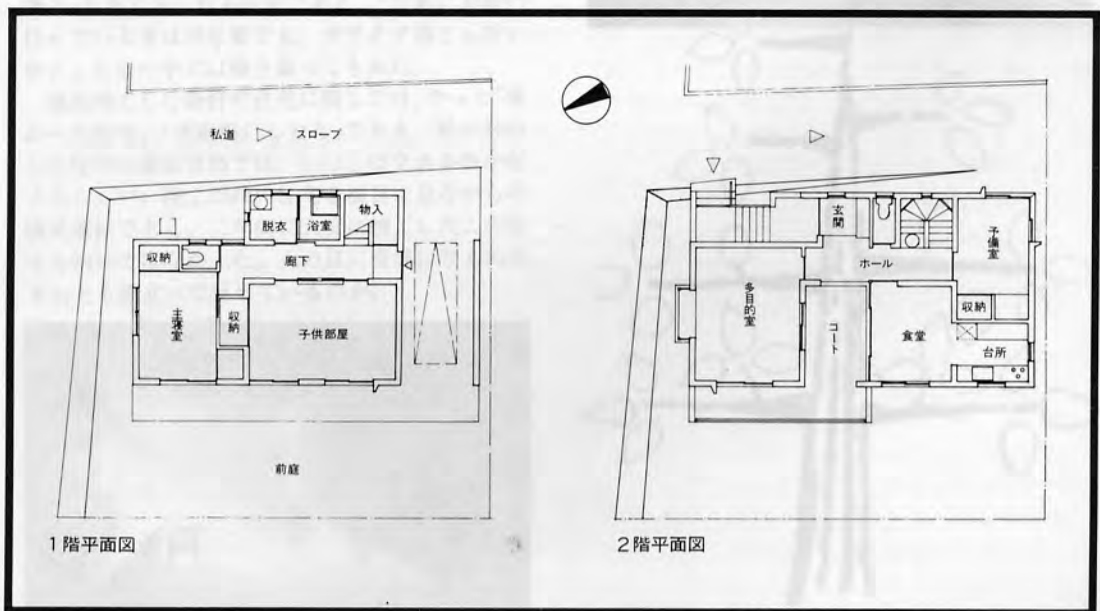 私道 スロープ
脱衣
浴室
物入
収納
廊下
主寝室
収納
子供部屋
前庭
1階平面図
玄関
ホール
予備室
多目的室
コート
食堂
収納
台所
2階平面図